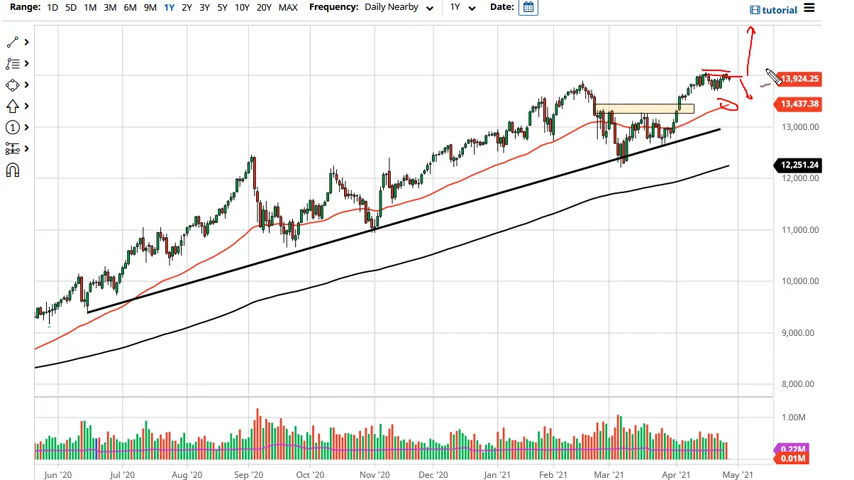 Range: 1D 5D 1M 3M 6M 9M 1Y 2Y 3Y 5Y 10Y 20Y MAX Frequency: Daily Nearby 1Y Date: tutorial
13,924.25
13,437.38
13,000.00
12,251.24
12,000.00
11,000.00
10,000.00
9,000.00
8,000.00
1.00M
0.22M
0.01M
Jun '20 Jul '20 Aug '20 Sep '20 Oct '20 Nov '20 Dec '20 Jan '21 Feb '21 Mar '21 Apr '21 May '21